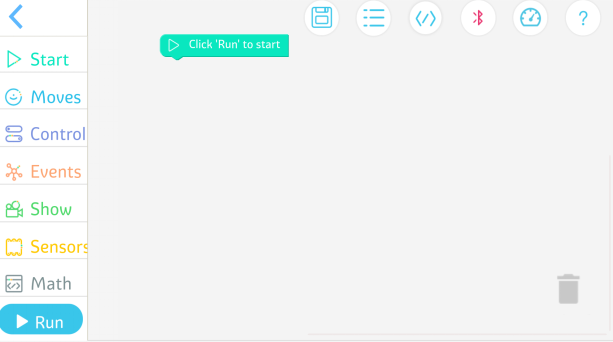 Click 'Run' to start
Start
Moves
Control
Events
Show
Sensors
Math
Run
?